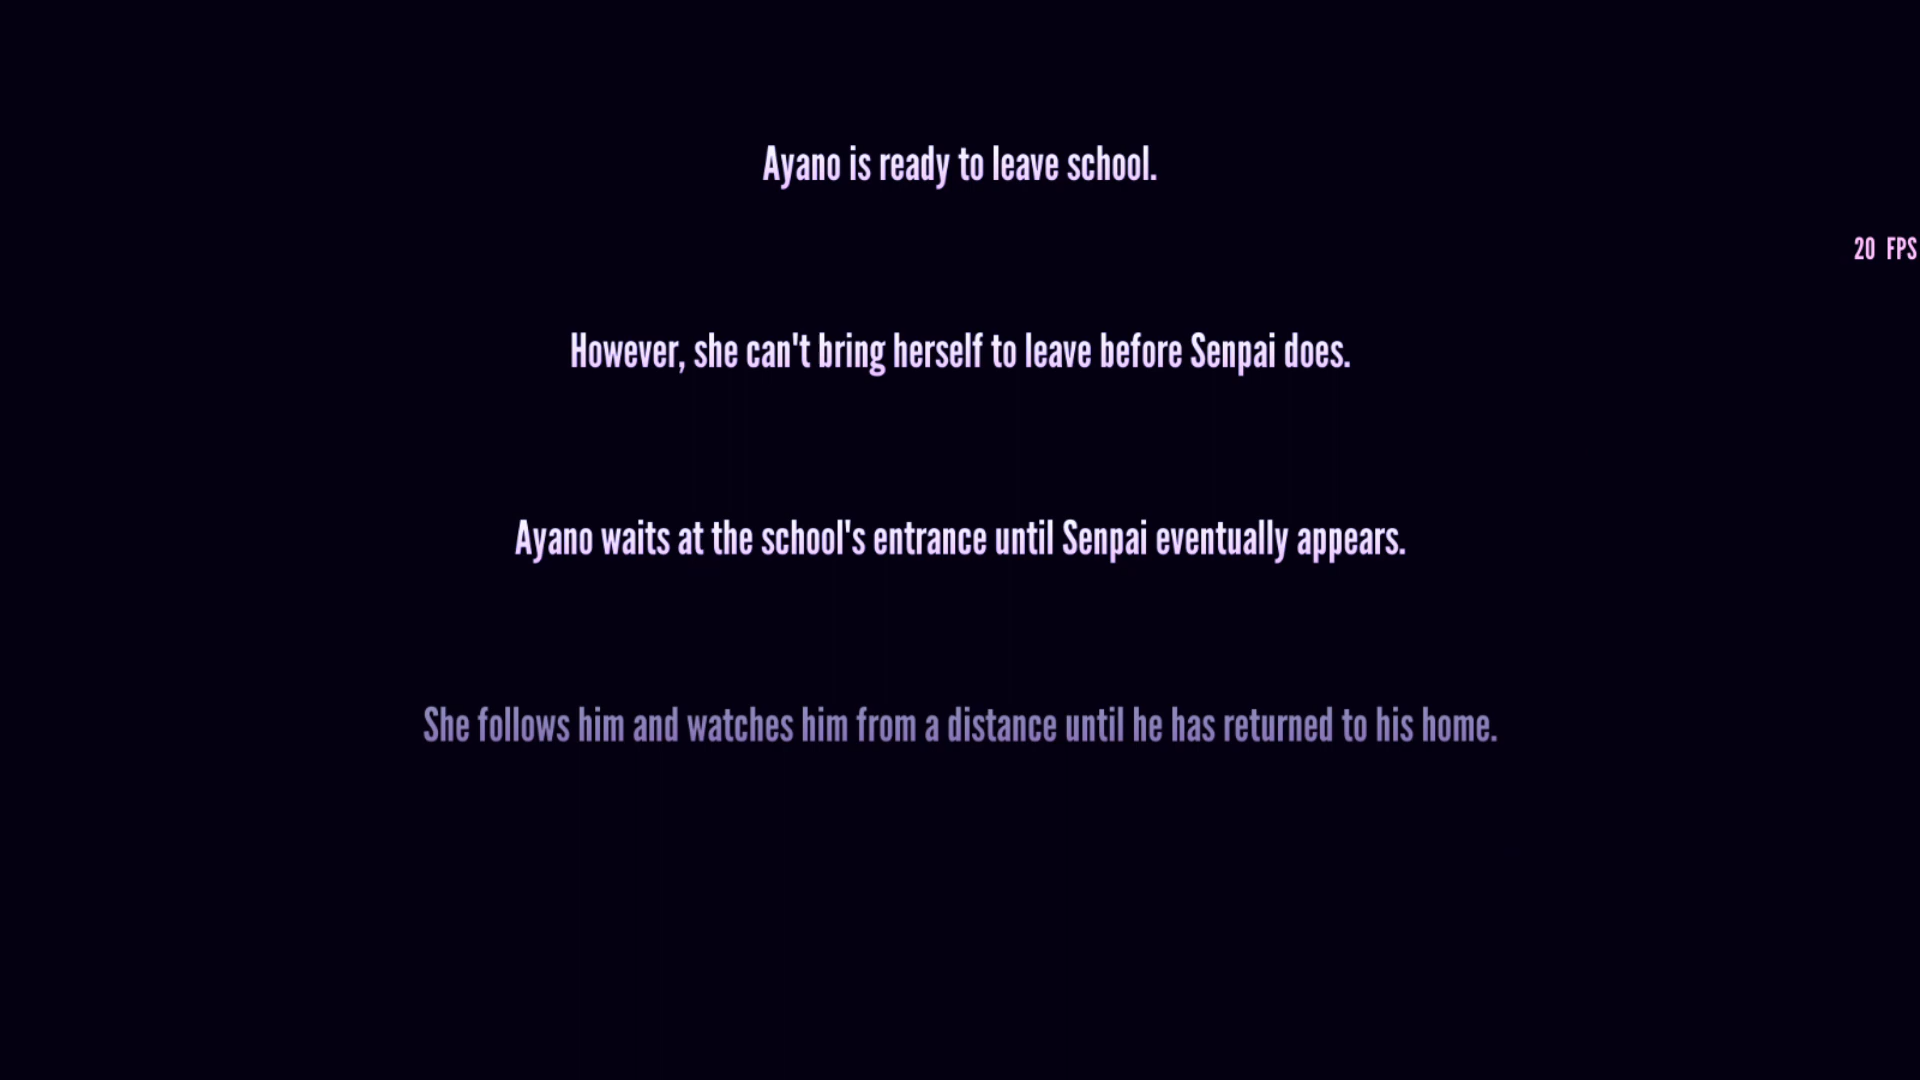 Ayano is ready to leave school.
20 FPS
However, she can't bring herself to leave before Senpai does.
Ayano waits at the school's entrance until Senpai eventually appears.
She follows him and watches him from a distance until he has returned to his home.